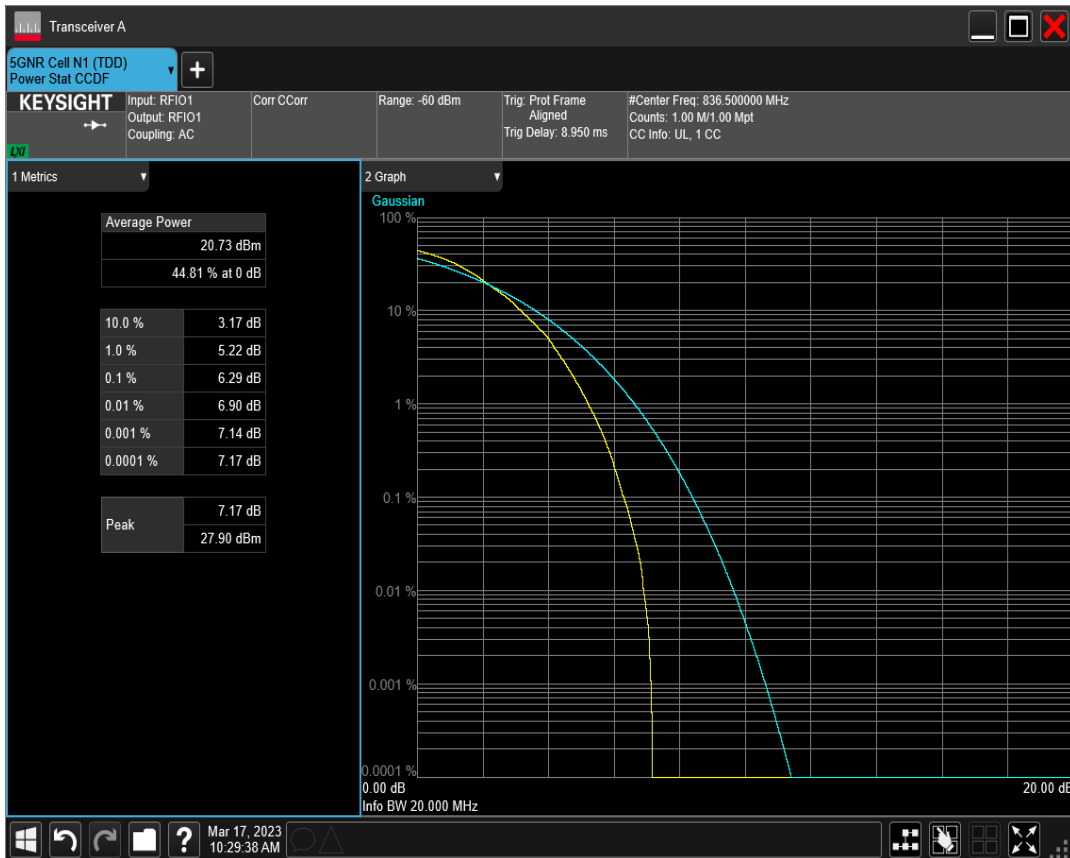 Transceiver A
5GNR Cell N1 (TDD)
Power Stat CCDF
KEYSIGHT
LXI
Input: RFIO1
Output: RFIO1
Coupling: AC
Corr CCorr
Range: -60 dBm
Trig: Prot Frame
Aligned
Trig Delay: 8.950 ms
#Center Freq: 836.500000 MHz
Counts: 1.00 M/1.00 Mpt
CC Info: UL, 1 CC
1 Metrics
Average Power
20.73 dBm
44.81 % at 0 dB
10.0 % 3.17 dB
1.0 % 5.22 dB
0.1 % 6.29 dB
0.01 % 6.90 dB
0.001 % 7.14 dB
0.0001 % 7.17 dB
Peak
7.17 dB
27.90 dBm
2 Graph
Gaussian
100 %
10 %
1 %
0.1 %
0.01 %
0.001 %
0.0001 %
0.00 dB 20.00 dB
Info BW 20.000 MHz
Mar 17, 2023
10:29:38 AM